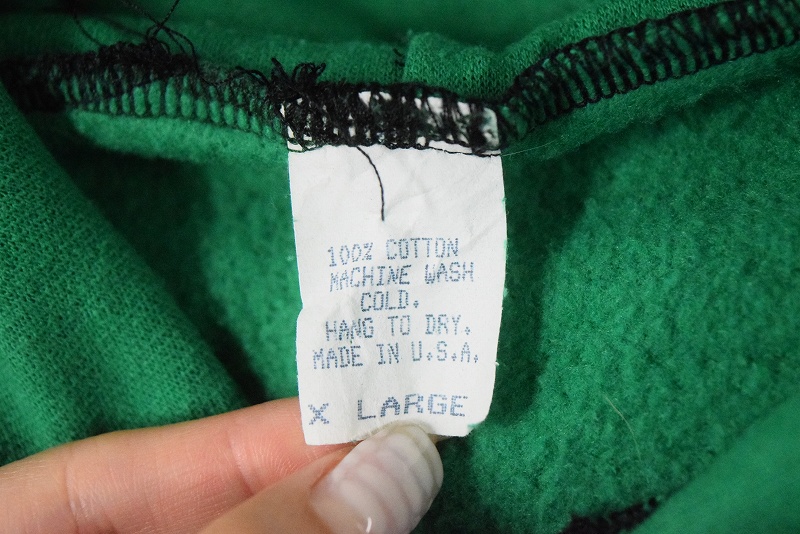 100% COTTON
MACHINE WASH
COLD.
HANG TO DRY.
MADE IN U.S.A.
X LARGE